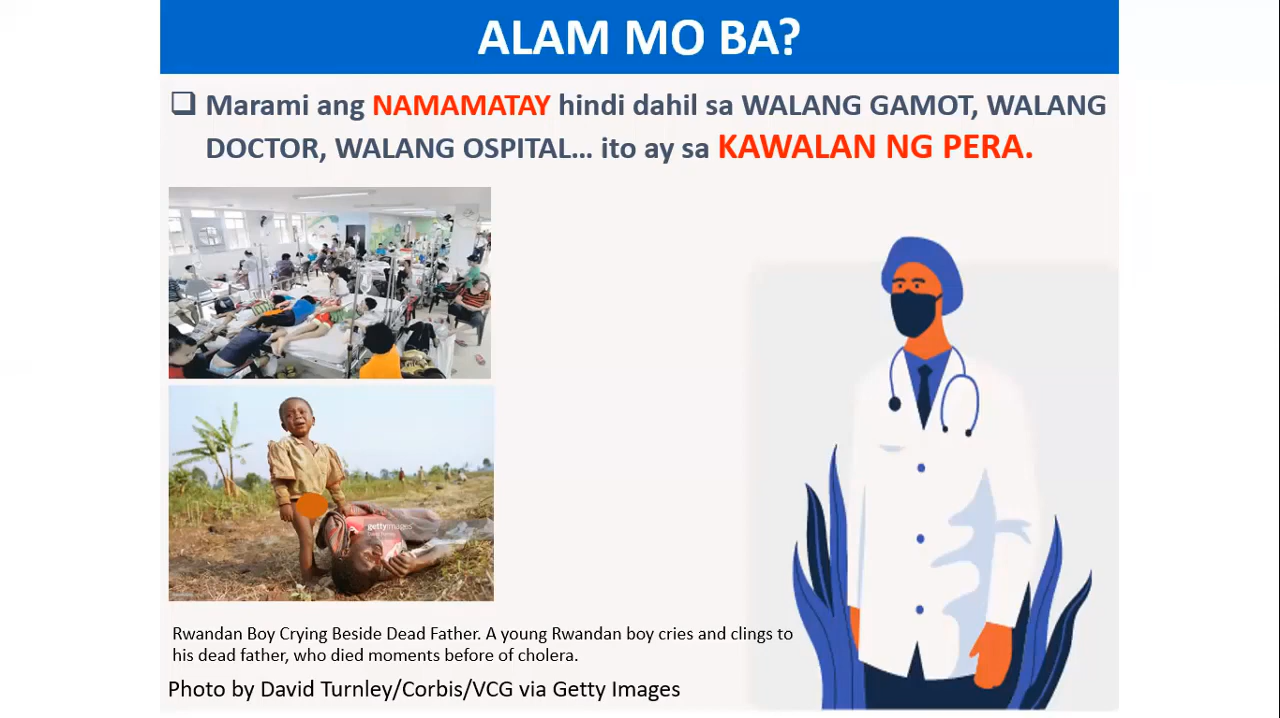 ALAM MO BA?
Marami ang NAMAMATAY hindi dahil sa WALANG GAMOT, WALANG
DOCTOR, WALANG OSPITAL... ito ay sa KAWALAN NG PERA.
gettyimages
Rwandan Boy Crying Beside Dead Father. A young Rwandan boy cries and clings to
his dead father, who died moments before of cholera.
Photo by David Turnley/Corbis/VCG via Getty Images